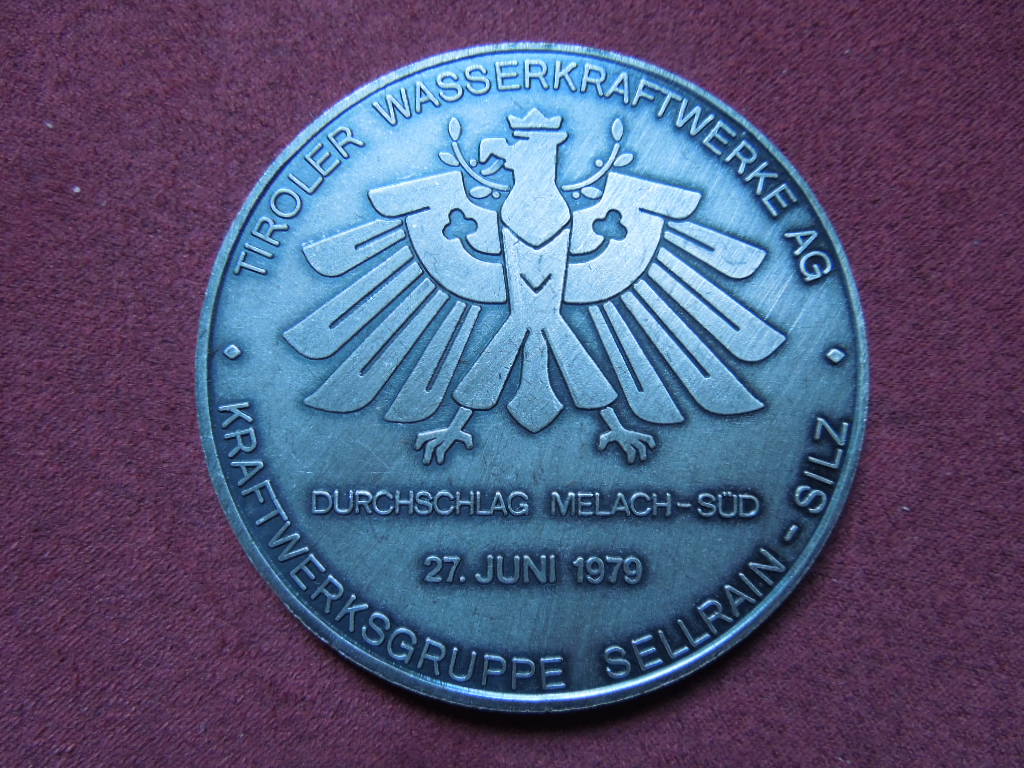 TIROLER WASSERKRAFTWERKE AG
DURCHSCHLAG MELACH-SÜD
27. JUNI 1979
KRAFTWERKSGRUPPE SELLRAIN-SILZ